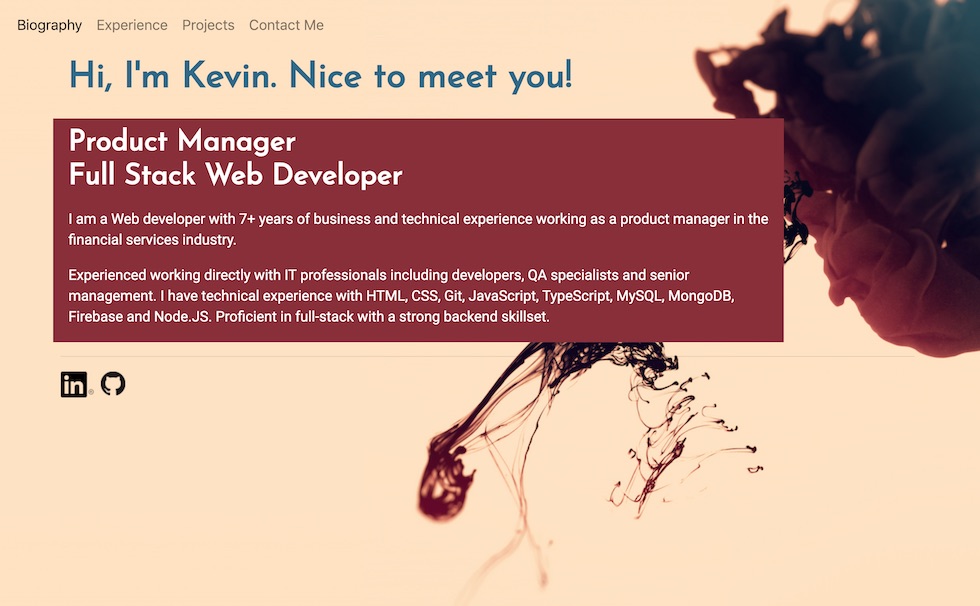 Biography Experience Projects Contact Me
Hi, I'm Kevin. Nice to meet you!
Product Manager
Full Stack Web Developer
I am a Web developer with 7+ years of business and technical experience working as a product manager in the
financial services industry.
Experienced working directly with IT professionals including developers, QA specialists and senior
management. I have technical experience with HTML, CSS, Git, JavaScript, TypeScript, MySQL, MongoDB,
Firebase and Node.JS. Proficient in full-stack with a strong backend skillset.
in ®